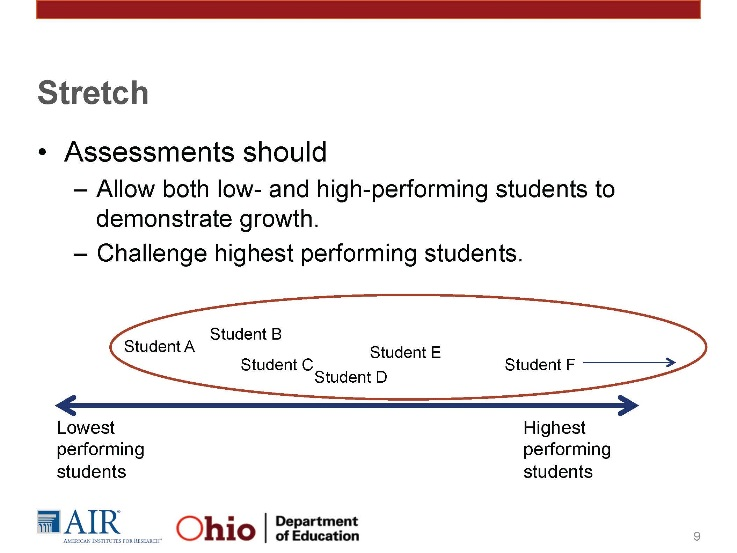 Stretch
• Assessments should
– Allow both low- and high-performing students to
demonstrate growth.
– Challenge highest performing students.
Student A
Student B
Student C
Student D
Student E
Student F
Lowest
performing
students
Highest
performing
students
AIR®
AMERICAN INSTITUTES FOR RESEARCH™
Ohio
Department
of Education
9